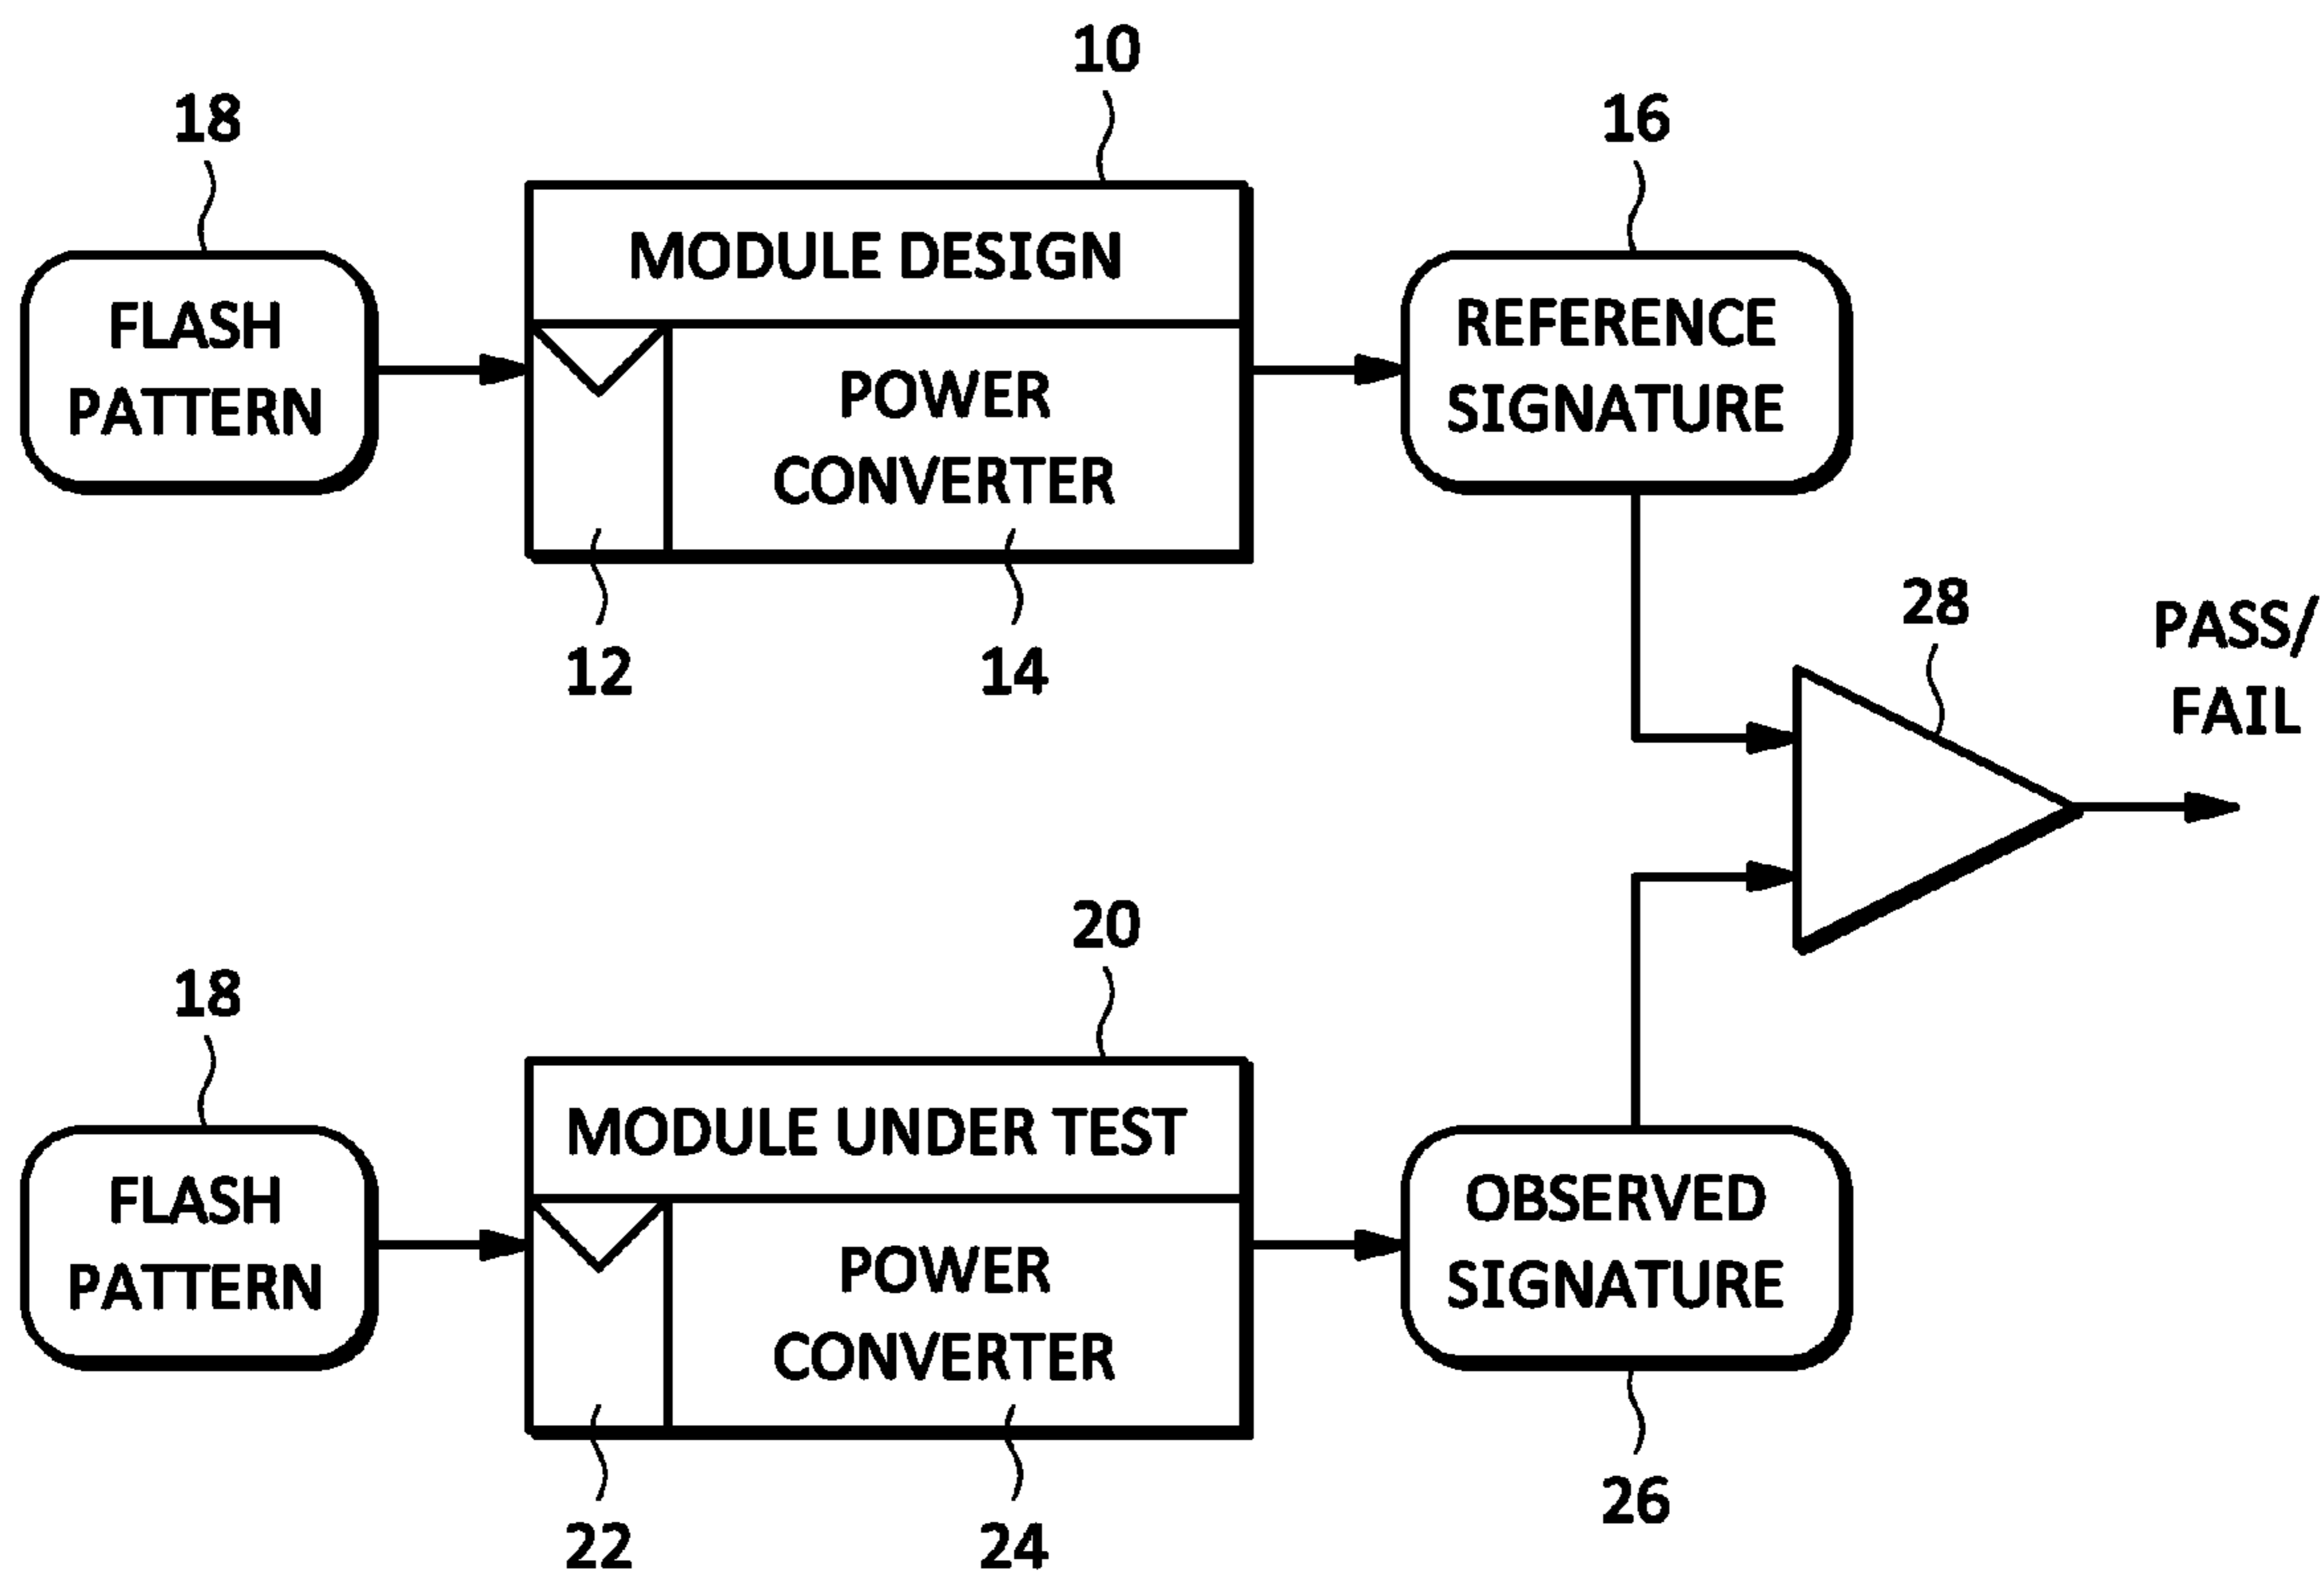 10
18
16
MODULE DESIGN
FLASH
PATTERN
POWER
CONVERTER
REFERENCE
SIGNATURE
12
14
28
PASS/
FAIL
20
18
MODULE UNDER TEST
FLASH
PATTERN
POWER
CONVERTER
OBSERVED
SIGNATURE
22
24
26